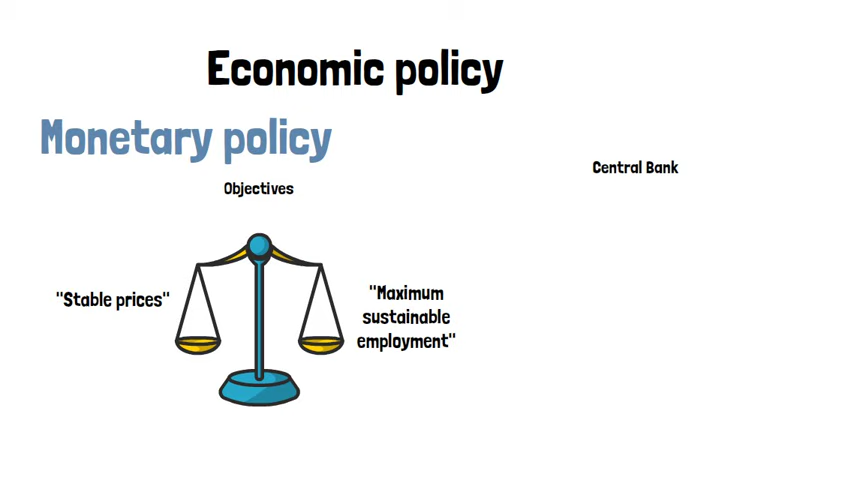 Economic policy
Monetary policy
Central Bank
Objectives
"Stable prices"
"Maximum
sustainable
employment"